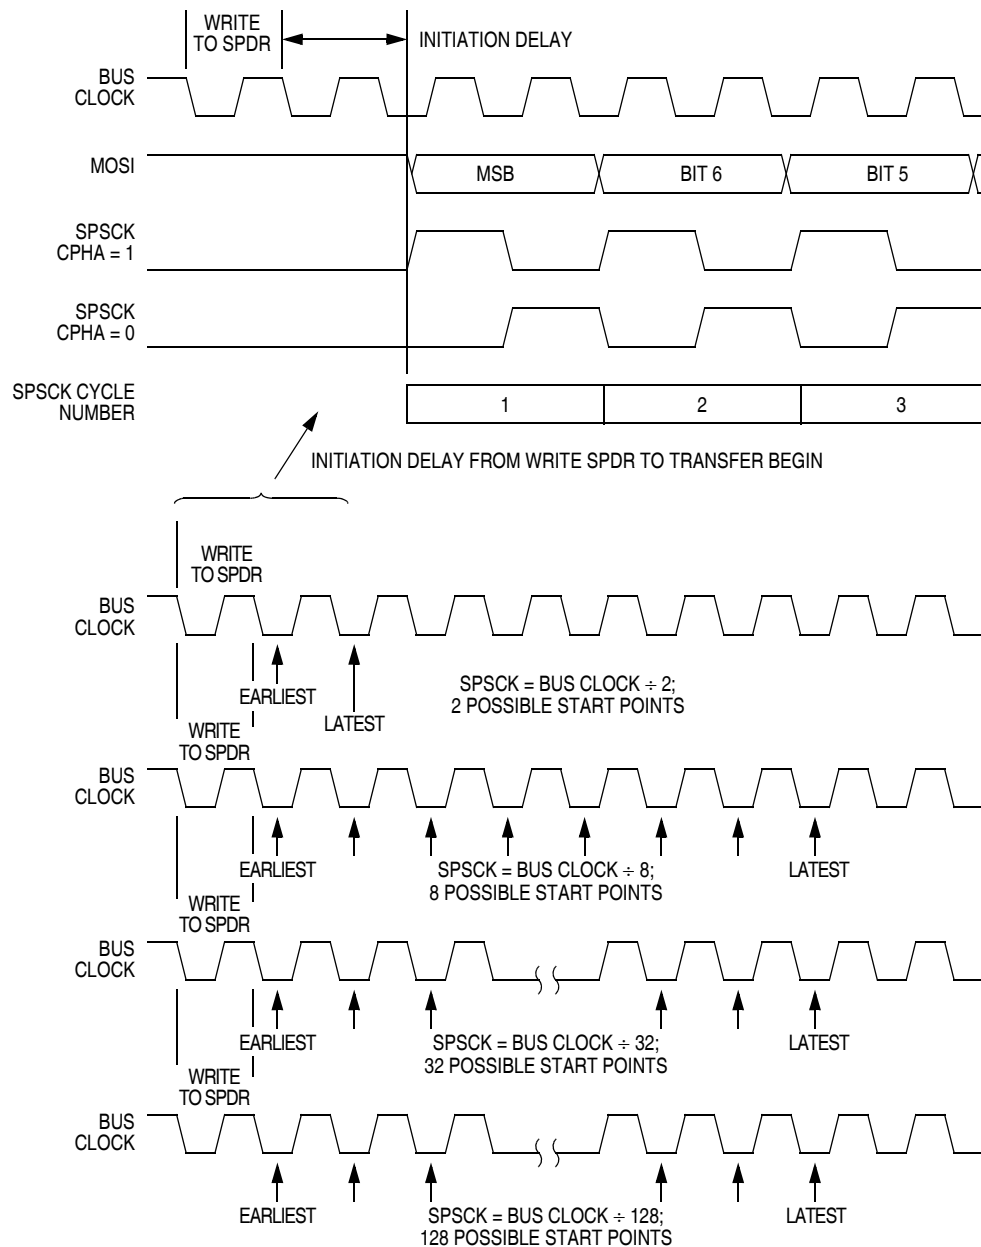 WRITE
TO SPDR
INITIATION DELAY
BUS
CLOCK
MOSI
MSB
BIT 6
BIT 5
SPSCK
CPHA = 1
SPSCK
CPHA = 0
SPSCK CYCLE
NUMBER
1
2
3
INITIATION DELAY FROM WRITE SPDR TO TRANSFER BEGIN
WRITE
TO SPDR
BUS
CLOCK
EARLIEST
LATEST
SPSCK = BUS CLOCK ÷ 2;
2 POSSIBLE START POINTS
WRITE
TO SPDR
BUS
CLOCK
EARLIEST
SPSCK = BUS CLOCK ÷ 8;
8 POSSIBLE START POINTS
LATEST
WRITE
TO SPDR
BUS
CLOCK
EARLIEST
SPSCK = BUS CLOCK ÷ 32;
32 POSSIBLE START POINTS
LATEST
WRITE
TO SPDR
BUS
CLOCK
EARLIEST
SPSCK = BUS CLOCK ÷ 128;
128 POSSIBLE START POINTS
LATEST